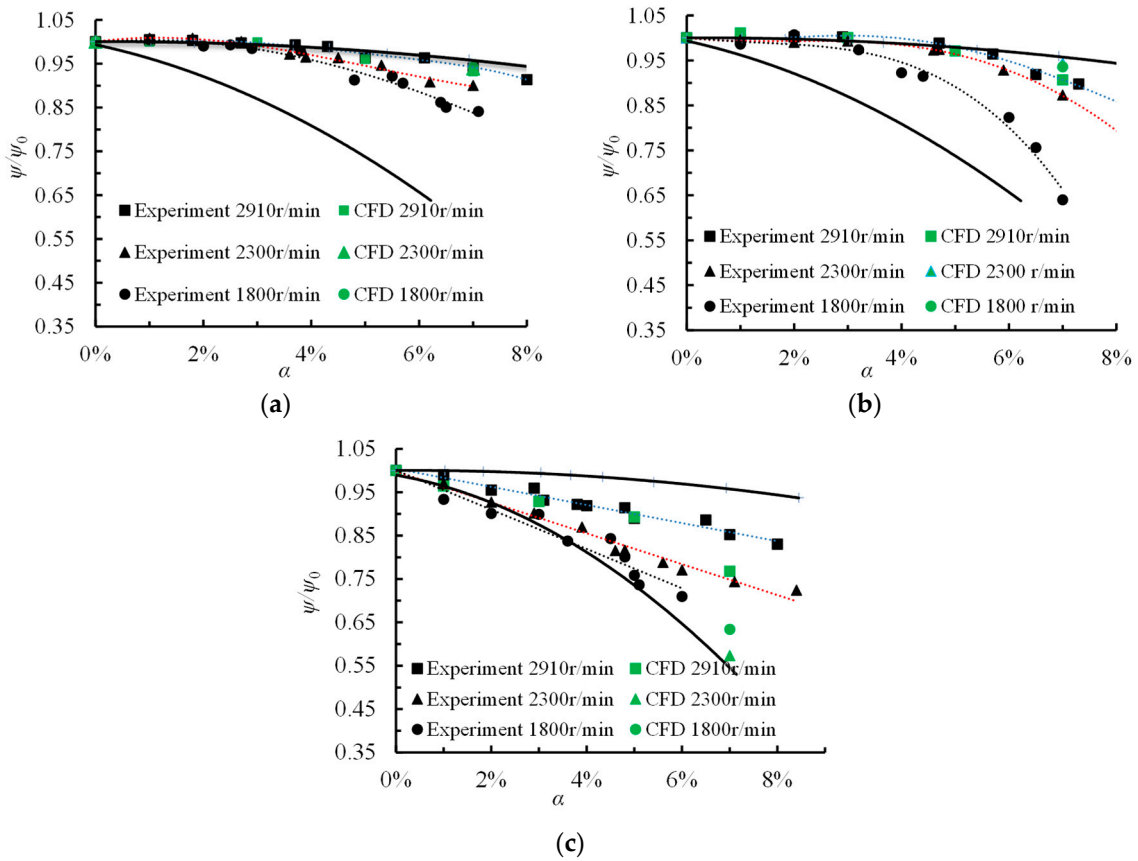 (a)
ψ/ψ0
1.05
0.95
0.85
0.75
0.65
0.55
0.45
0.35
0% 2% 4% 6% 8%
α
Experiment 2910r/min CFD 2910r/min
Experiment 2300r/min CFD 2300r/min
Experiment 1800r/min CFD 1800r/min
(b)
ψ/ψ0
1.05
0.95
0.85
0.75
0.65
0.55
0.45
0.35
0% 2% 4% 6% 8%
α
Experiment 2910r/min CFD 2910r/min
Experiment 2300r/min CFD 2300 r/min
Experiment 1800r/min CFD 1800 r/min
(c)
ψ/ψ0
1.05
0.95
0.85
0.75
0.65
0.55
0.45
0.35
0% 2% 4% 6% 8%
α
Experiment 2910r/min CFD 2910r/min
Experiment 2300r/min CFD 2300r/min
Experiment 1800r/min CFD 1800r/min